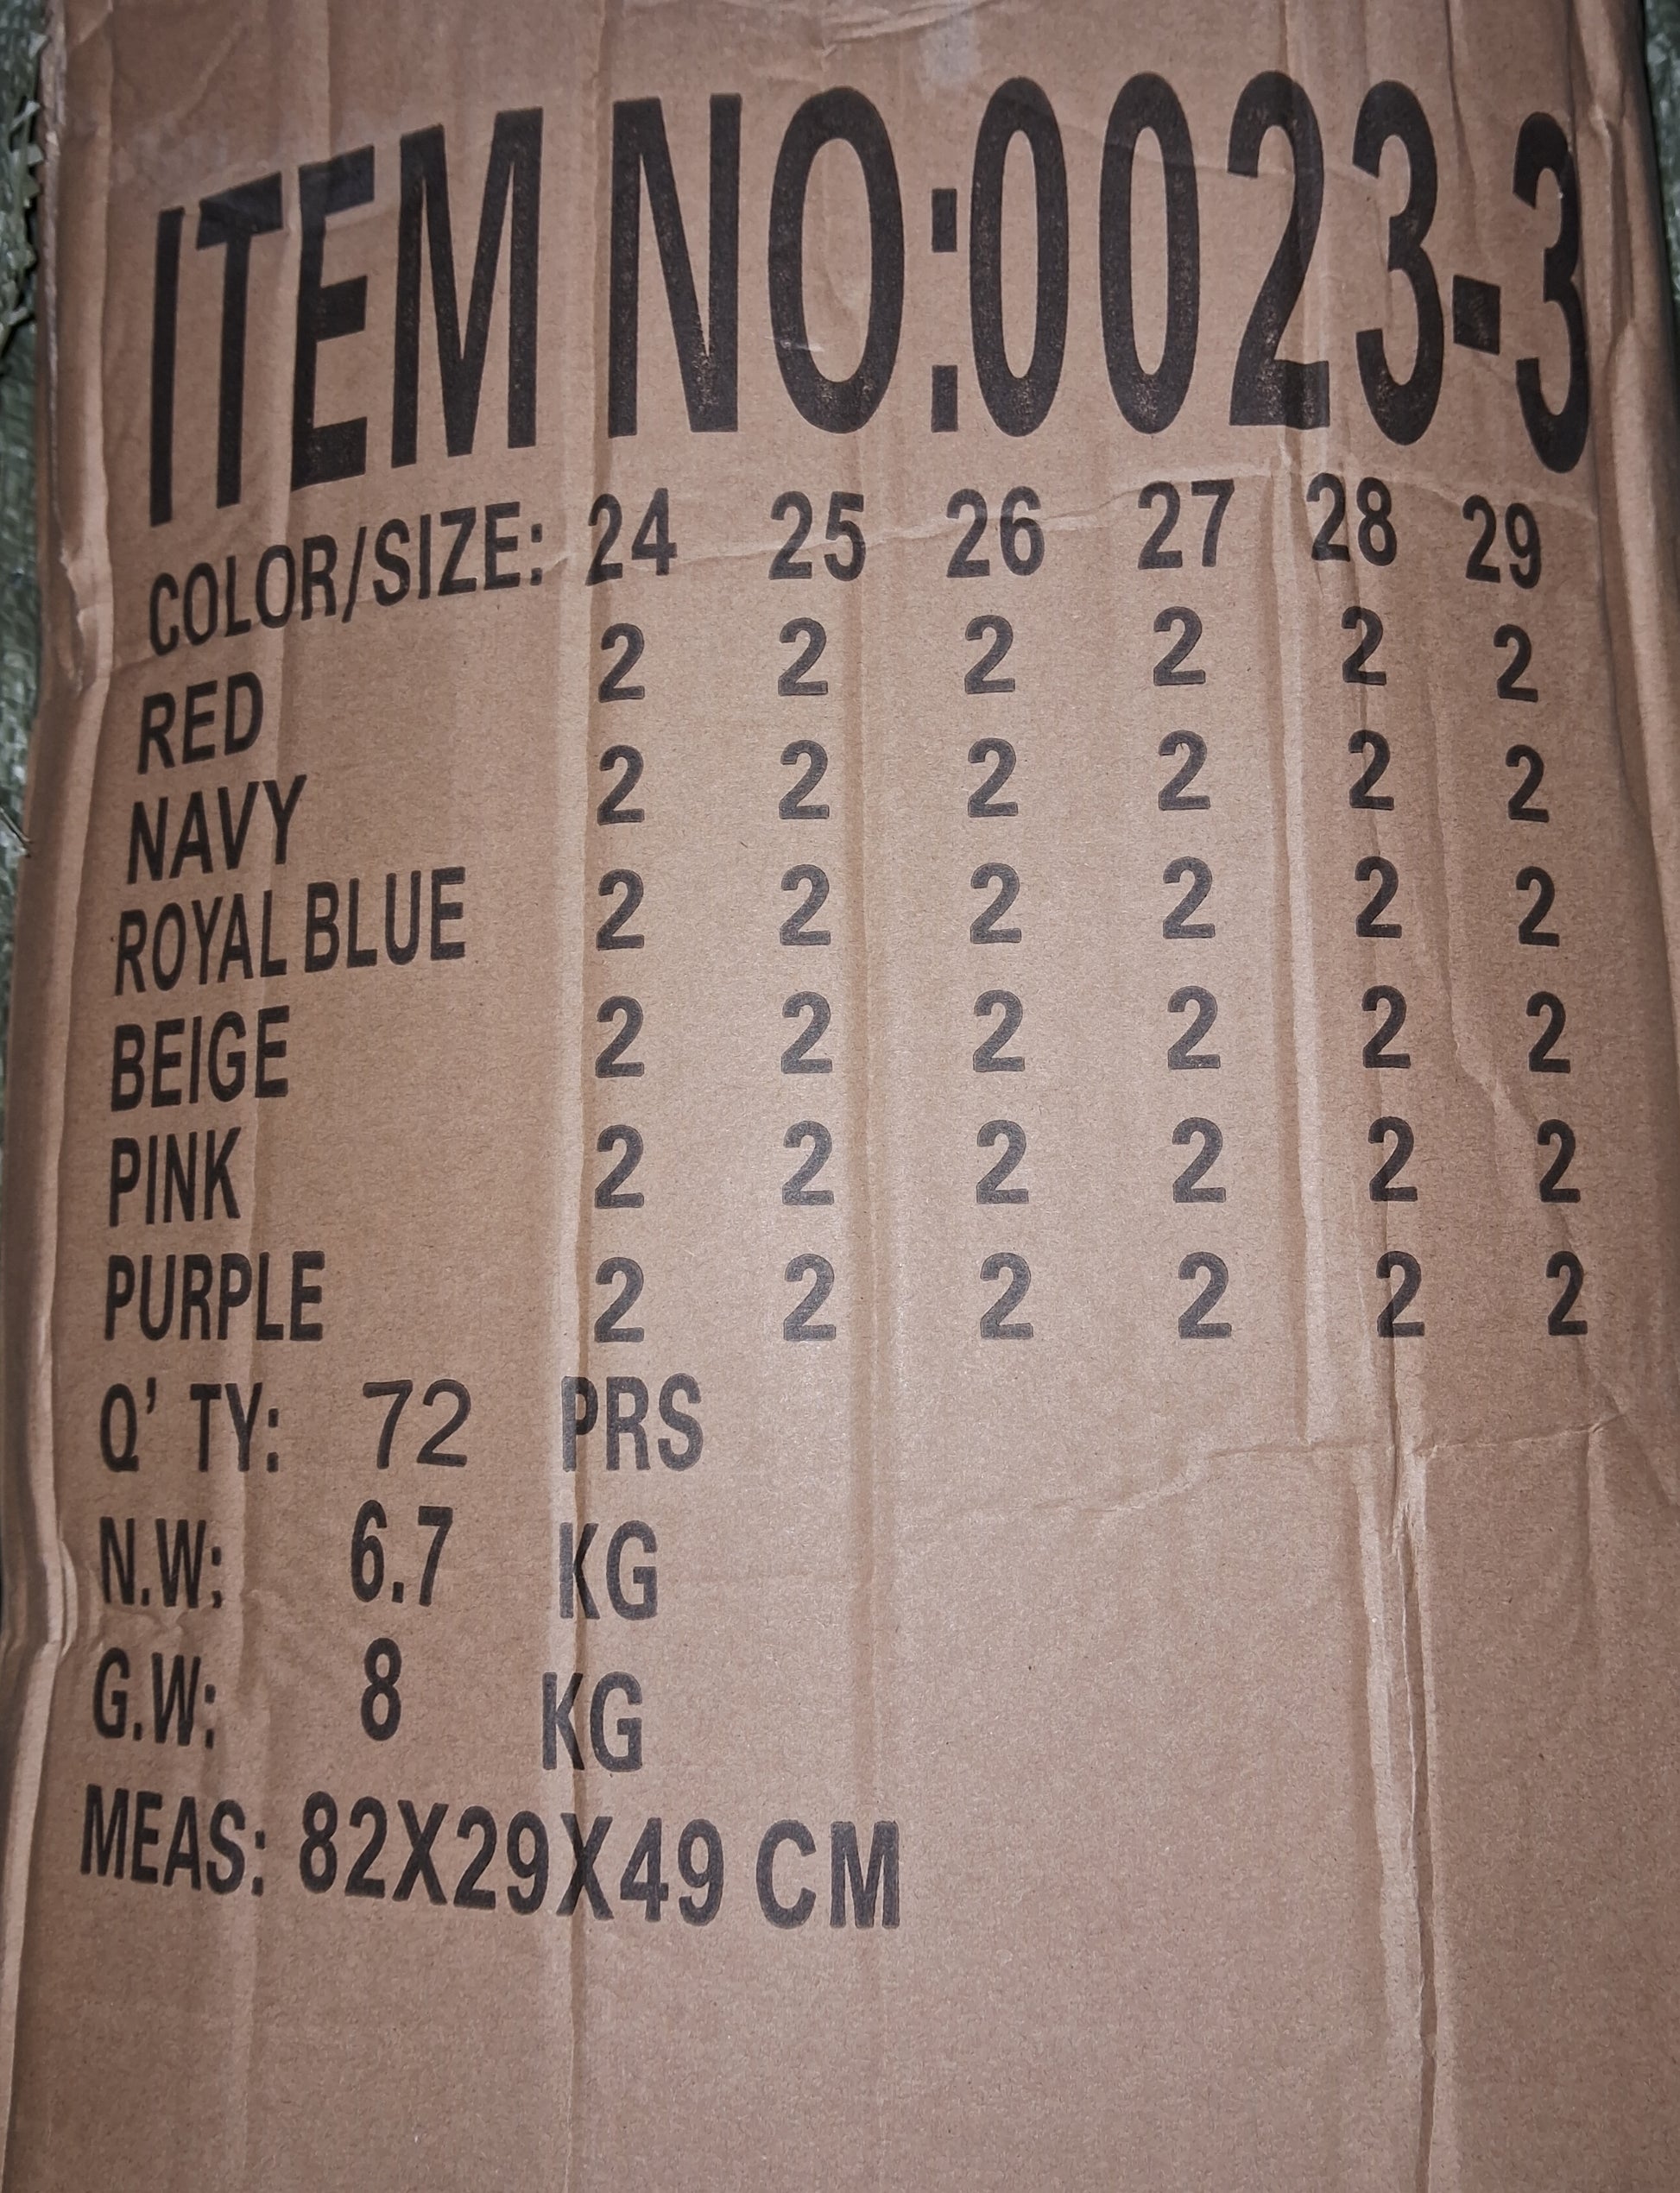 ITEM NO:0023-3
COLOR/SIZE: 24 25 26 27 28 29
RED 2 2 2 2 2 2
NAVY 2 2 2 2 2 2
ROYAL BLUE 2 2 2 2 2 2
BEIGE 2 2 2 2 2 2
PINK 2 2 2 2 2 2
PURPLE 2 2 2 2 2 2
Q' TY: 72 PRS
N.W: 6.7 KG
G.W: 8 KG
MEAS: 82X29X49 CM